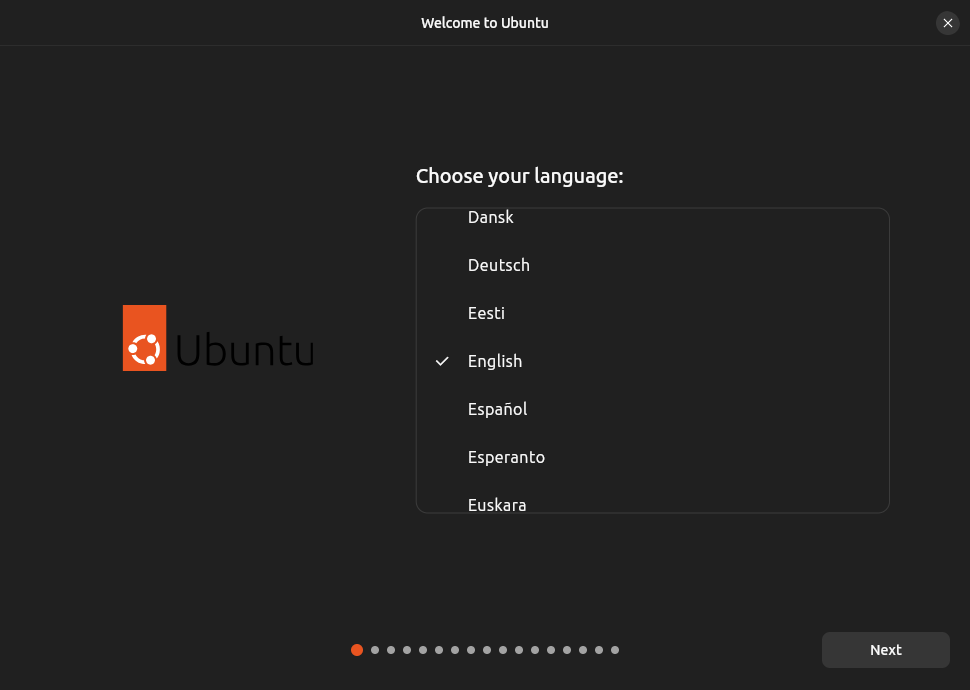 Welcome to Ubuntu
Choose your language:
Dansk
Deutsch
Eesti
English
Español
Esperanto
Euskara
Ubuntu
Next